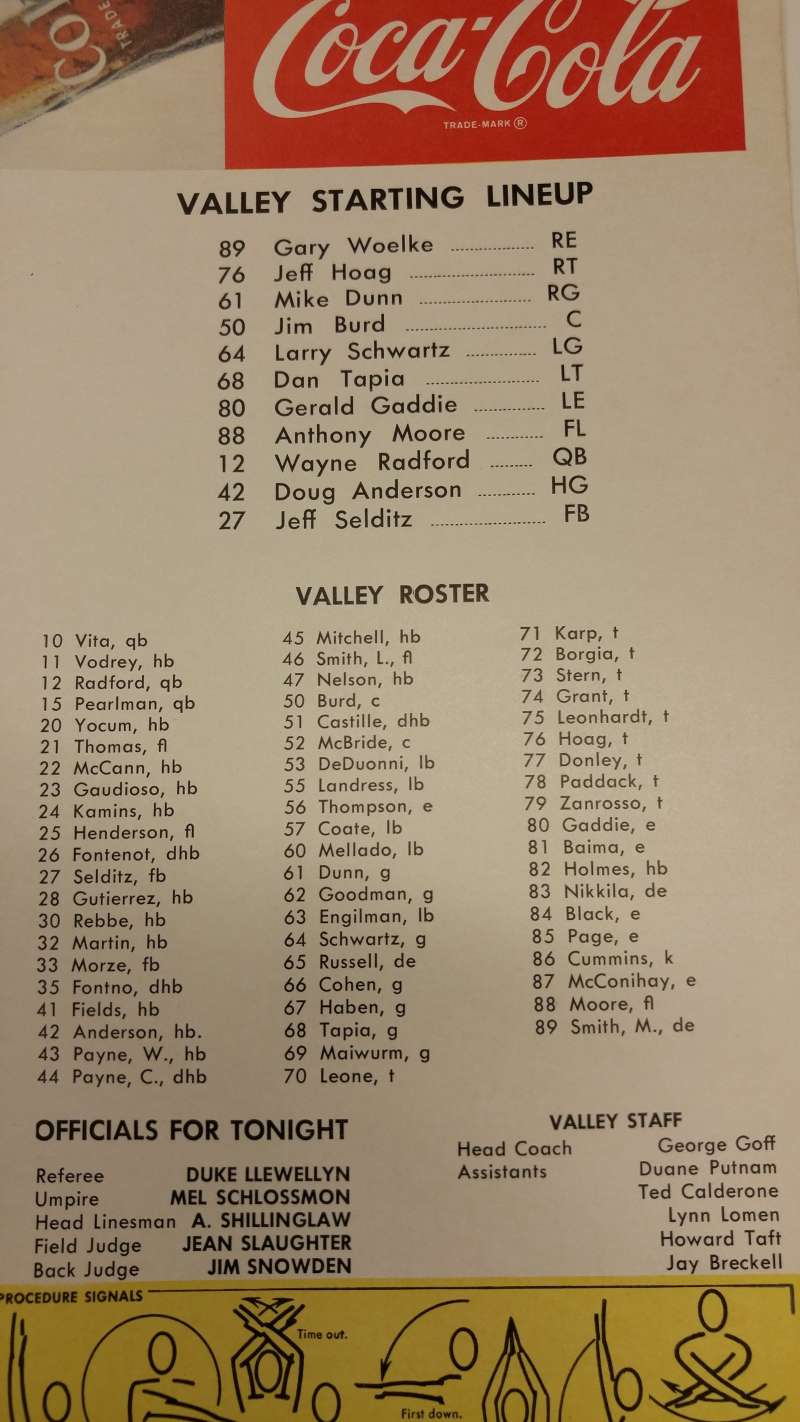 CO
TRADE
Coca-Cola
TRADE-MARK ®
VALLEY STARTING LINEUP
89 Gary Woelke ................. RE
76 Jeff Hoag ......................... RT
61 Mike Dunn ...................... RG
50 Jim Burd ............................ C
64 Larry Schwartz .............. LG
68 Dan Tapia ....................... LT
80 Gerald Gaddie .............. LE
88 Anthony Moore ........... FL
12 Wayne Radford ........ QB
42 Doug Anderson ........... HG
27 Jeff Selditz ....................... FB
VALLEY ROSTER
10 Vita, qb
11 Vodrey, hb
12 Radford, qb
15 Pearlman, qb
20 Yocum, hb
21 Thomas, fl
22 McCann, hb
23 Gaudioso, hb
24 Kamins, hb
25 Henderson, fl
26 Fontenot, dhb
27 Selditz, fb
28 Gutierrez, hb
30 Rebbe, hb
32 Martin, hb
33 Morze, fb
35 Fontno, dhb
41 Fields, hb
42 Anderson, hb.
43 Payne, W., hb
44 Payne, C., dhb
45 Mitchell, hb
46 Smith, L., fl
47 Nelson, hb
50 Burd, c
51 Castille, dhb
52 McBride, c
53 DeDuonni, lb
55 Landress, lb
56 Thompson, e
57 Coate, lb
60 Mellado, lb
61 Dunn, g
62 Goodman, g
63 Engilman, lb
64 Schwartz, g
65 Russell, de
66 Cohen, g
67 Haben, g
68 Tapia, g
69 Maiwurm, g
70 Leone, t
71 Karp, t
72 Borgia, t
73 Stern, t
74 Grant, t
75 Leonhardt, t
76 Hoag, t
77 Donley, t
78 Paddack, t
79 Zanrosso, t
80 Gaddie, e
81 Baima, e
82 Holmes, hb
83 Nikkila, de
84 Black, e
85 Page, e
86 Cummins, k
87 McConihay, e
88 Moore, fl
89 Smith, M., de
OFFICIALS FOR TONIGHT
Referee DUKE LLEWELLYN
Umpire MEL SCHLOSSMON
Head Linesman A. SHILLINGLAW
Field Judge JEAN SLAUGHTER
Back Judge JIM SNOWDEN
VALLEY STAFF
Head Coach George Goff
Assistants Duane Putnam
Ted Calderone
Lynn Lomen
Howard Taft
Jay Breckell
PROCEDURE SIGNALS
Time out.
First down.